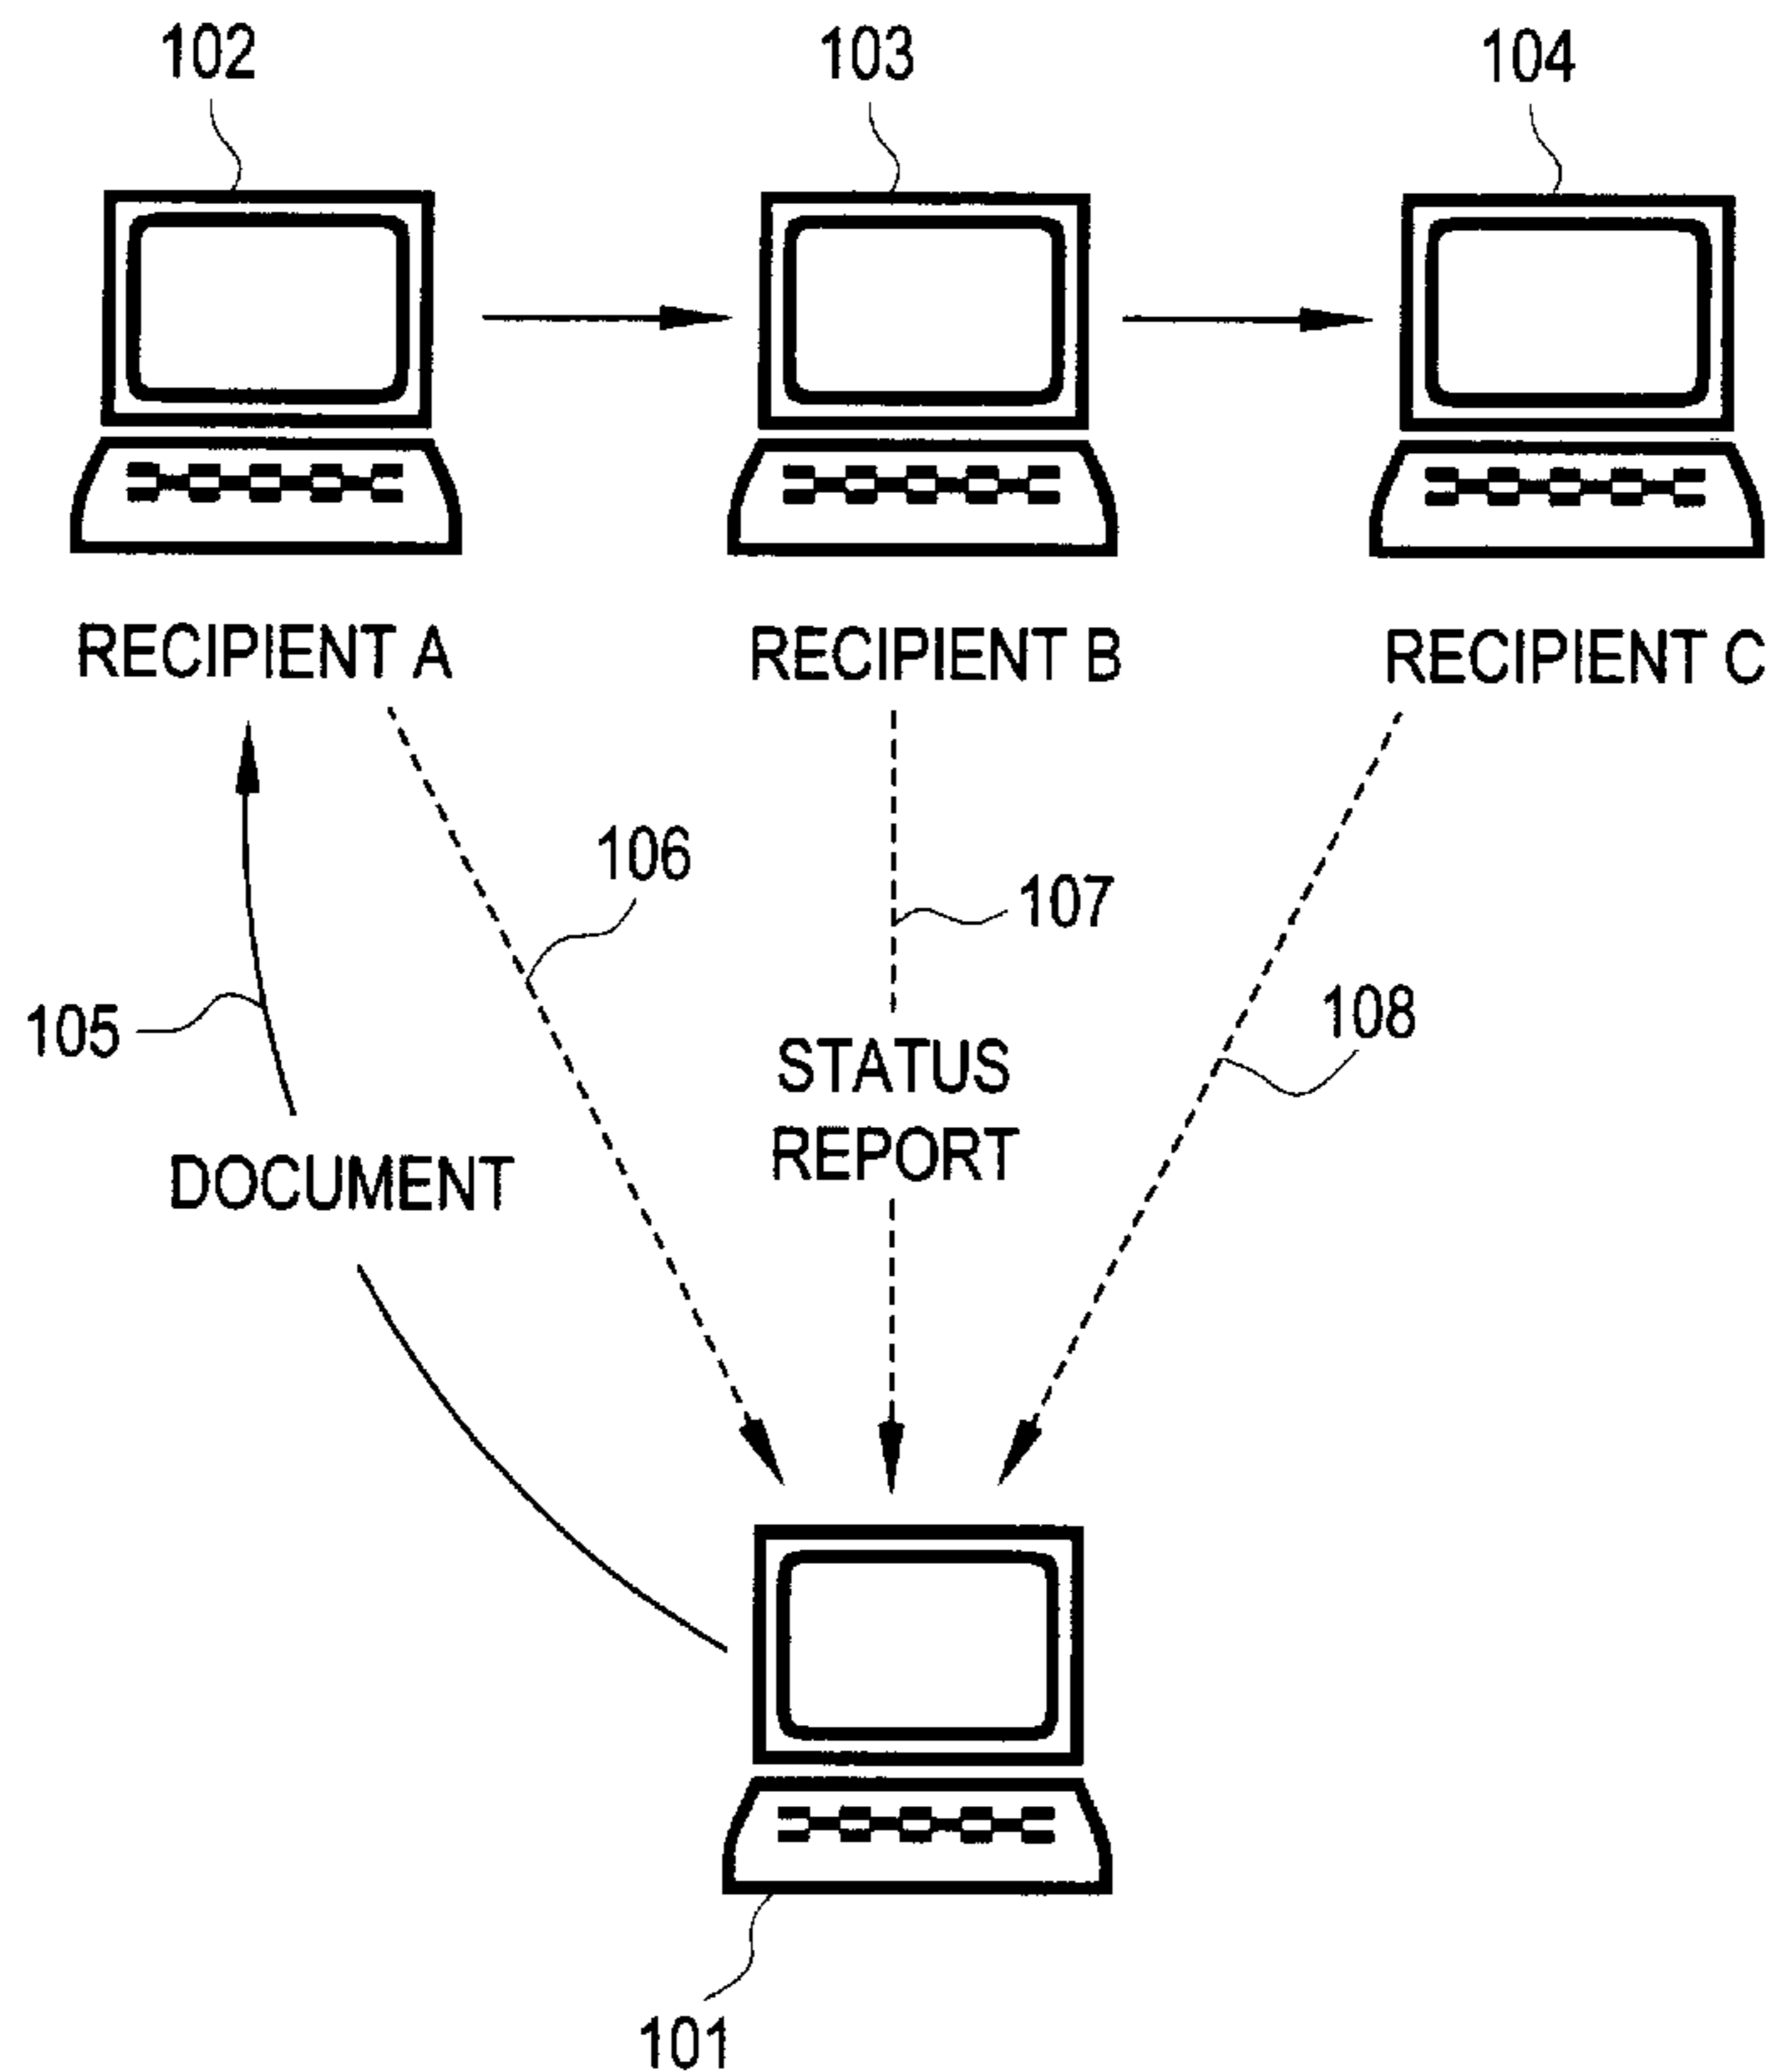 102
103
104
RECIPIENT A
RECIPIENT B
RECIPIENT C
106
107
105
108
STATUS
REPORT
DOCUMENT
101